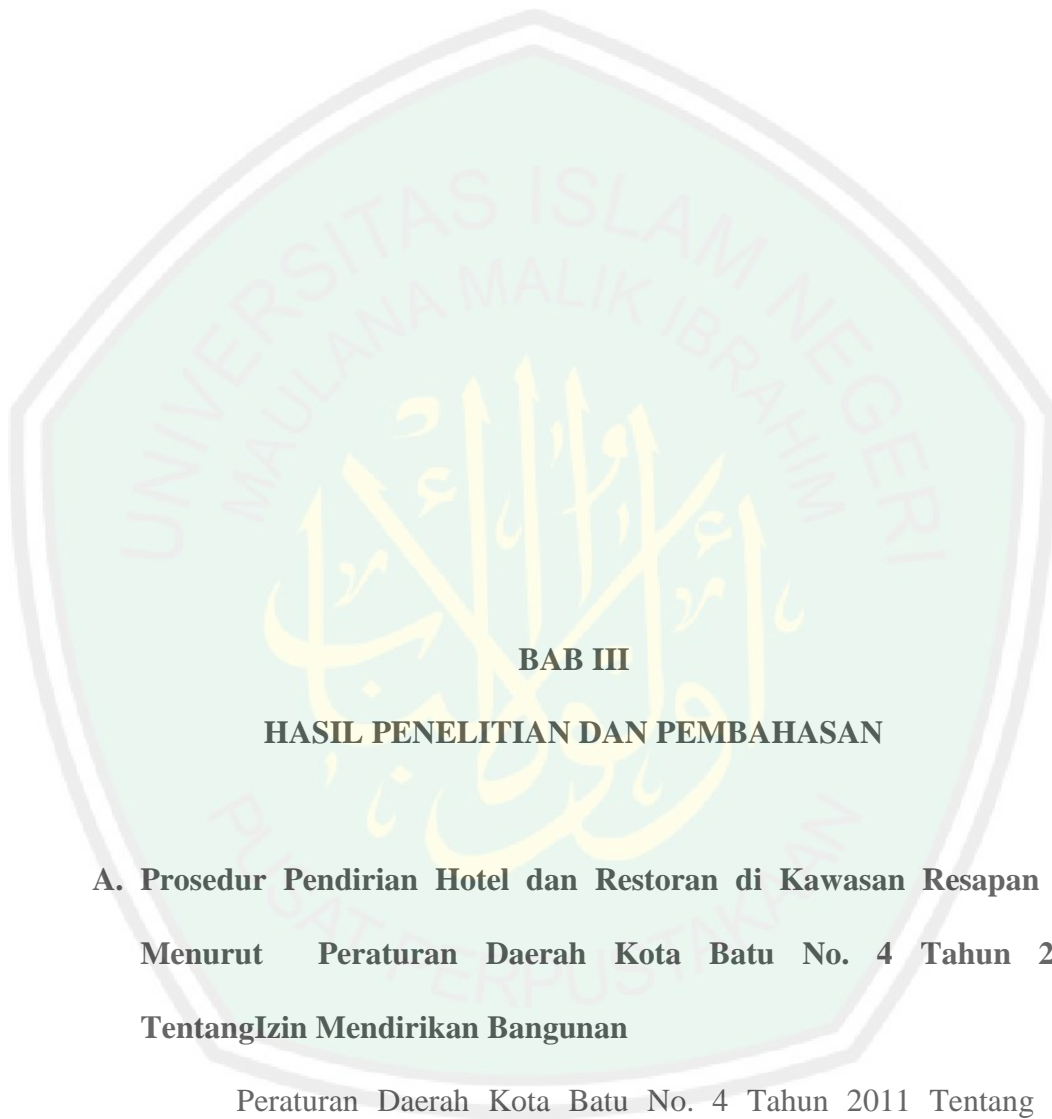 UNIVERSITAS ISLAM NEGERI
MAULANA MALIK IBRAHIM
BAB III
HASIL PENELITIAN DAN PEMBAHASAN
A. Prosedur Pendirian Hotel dan Restoran di Kawasan Resapan
Menurut Peraturan Daerah Kota Batu No. 4 Tahun 2
TentangIzin Mendirikan Bangunan
Peraturan Daerah Kota Batu No. 4 Tahun 2011 Tentang
PUSAT PERPUSTAKAAN